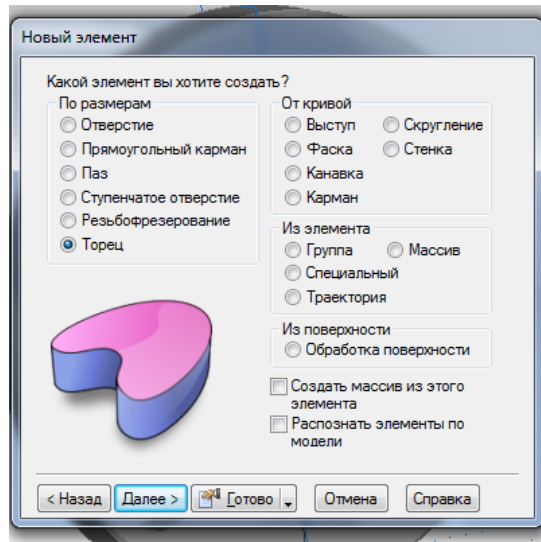 Новый элемент
Какой элемент вы хотите создать?
По размерам
Отверстие
Прямоугольный карман
Паз
Ступенчатое отверстие
Резьбофрезерование
Торец
От кривой
Выступ Скругление
Фаска Стенка
Канавка
Карман
Из элемента
Группа Массив
Специальный
Траектория
Из поверхности
Обработка поверхности
Создать массив из этого
элемента
Распознать элементы по
модели
< Назад Далее > Готово Отмена Справка